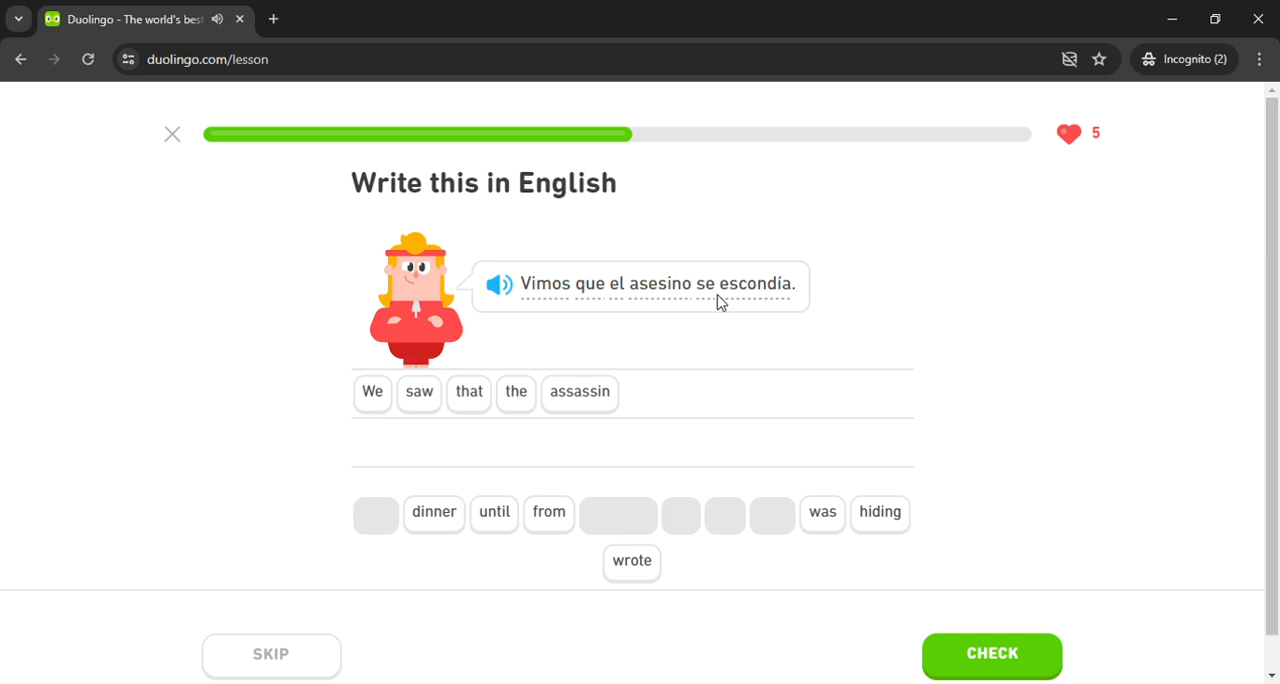 Duolingo - The world's bes
duolingo.com/lesson
Incognito (2)
5
Write this in English
Vimos que el asesino se escondía.
We saw that the assassin
dinner until from was hiding
wrote
SKIP
CHECK